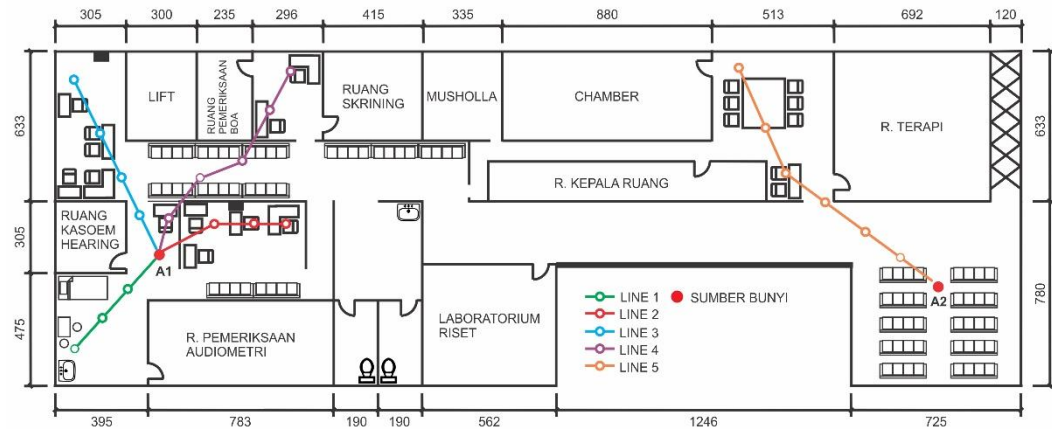 305 300 235 296 415 335 880 513 692 120
633
305
475
633
780
LIFT
RUANG
PEMERIKSAAN
BOA
RUANG
SKRINING
MUSHOLLA
CHAMBER
R. TERAPI
R. KEPALA RUANG
RUANG
KASOEM
HEARING
A1
A2
R. PEMERIKSAAN
AUDIOMETRI
LABORATORIUM
RISET
LINE 1
LINE 2
LINE 3
LINE 4
LINE 5
SUMBER BUNYI
395 783 190 190 562 1246 725